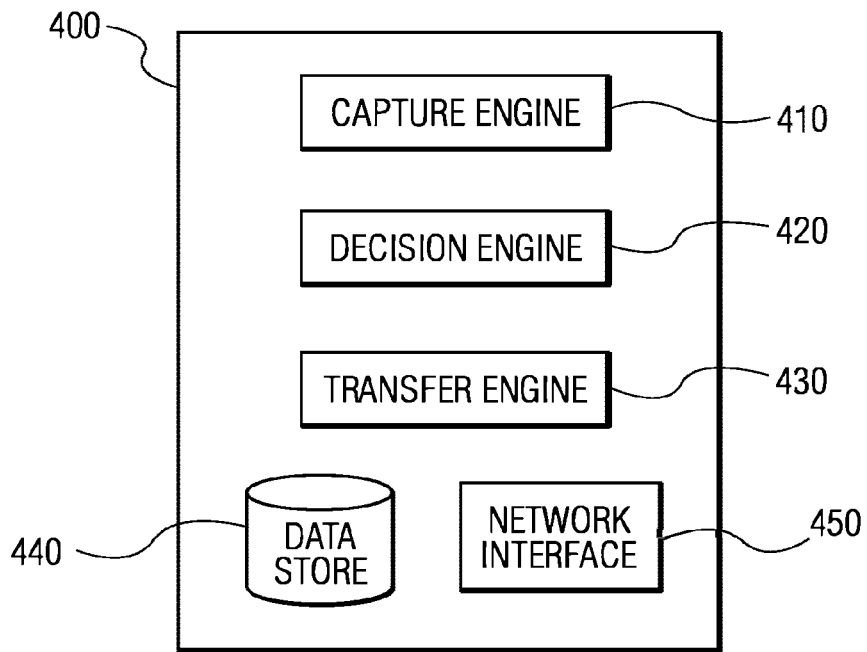 400
CAPTURE ENGINE
410
DECISION ENGINE
420
TRANSFER ENGINE
430
440
DATA
STORE
NETWORK
INTERFACE
450